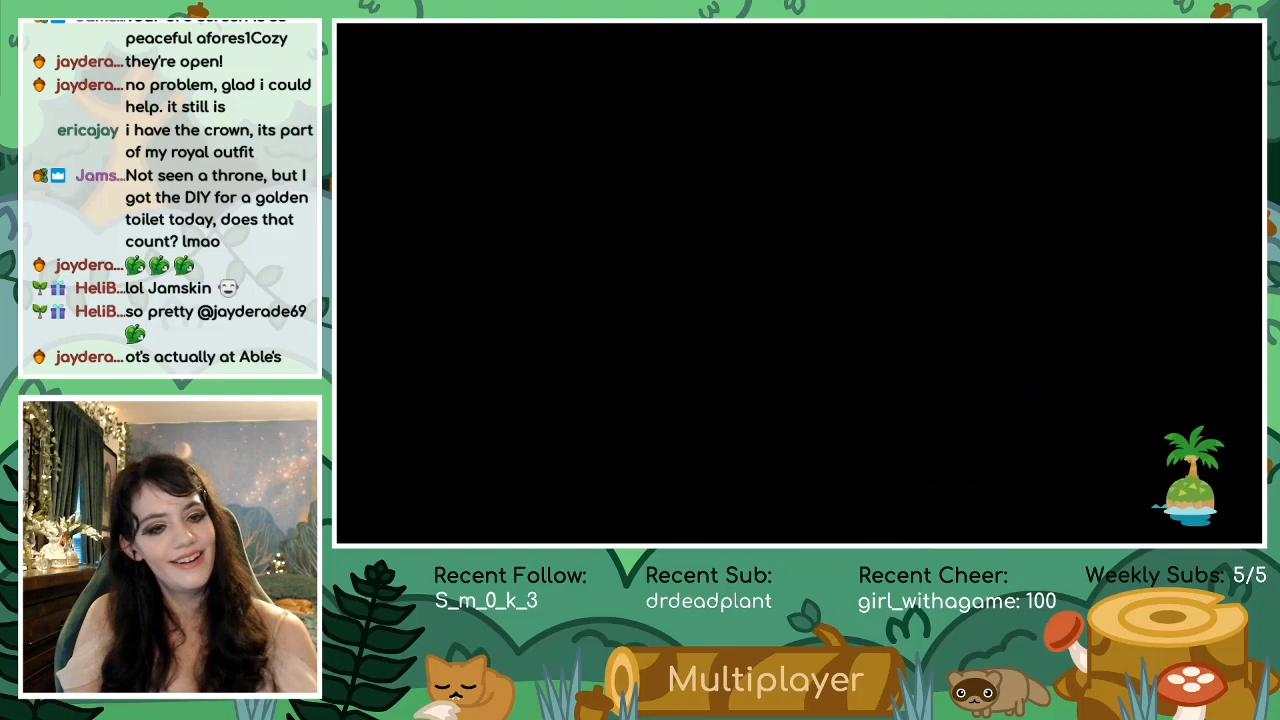 peaceful afores1Cozy
jaydera... they're open!
jaydera... no problem, glad i could
help. it still is
ericajay i have the crown, its part
of my royal outfit
Jams... Not seen a throne, but I
got the DIY for a golden
toilet today, does that
count? lmao
jaydera...
HeliB... lol Jamskin
HeliB... so pretty @jayderade69
jaydera... ot's actually at Able's
Recent Follow:
S_m_0_k_3
Recent Sub:
drdeadplant
Recent Cheer:
girl_withagame: 100
Weekly Subs: 5/5
Multiplayer